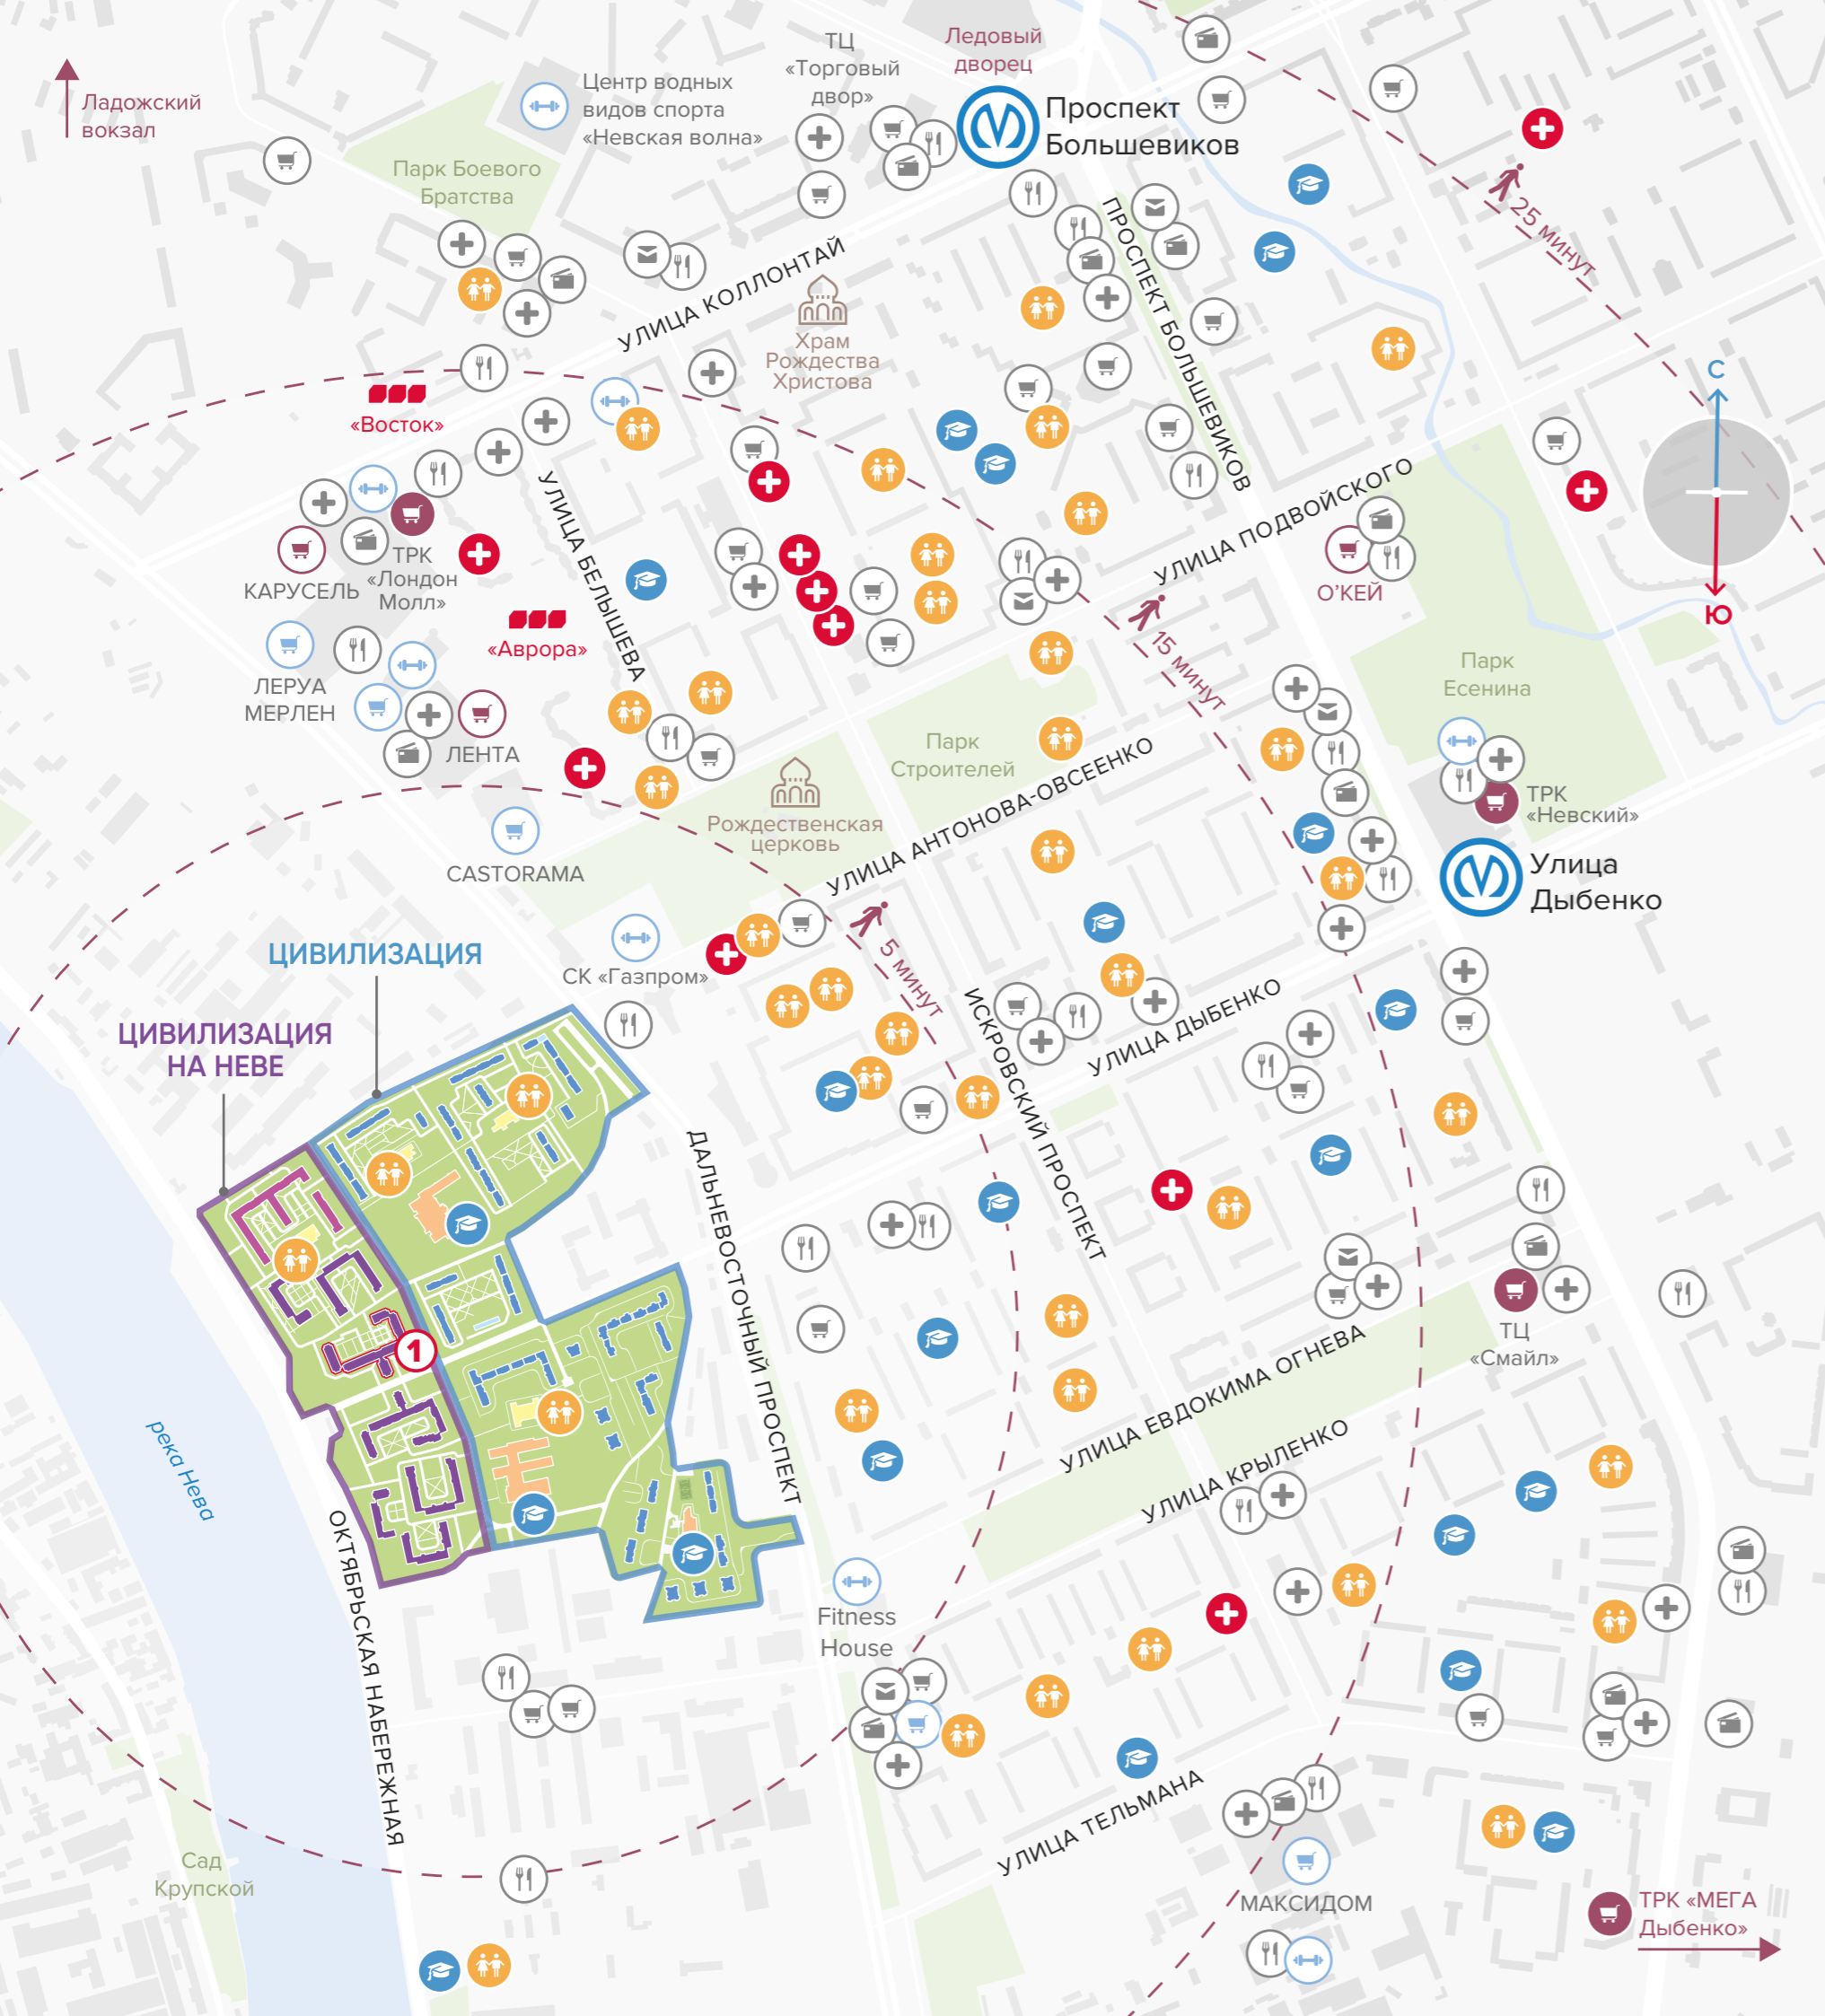 Ледовый
дворец
ТЦ
«Торговый
двор»
Центр водных
видов спорта
«Невская волна»
Ладожский
вокзал
Проспект
Большевиков
Парк Боевого
Братства
25 минут
ПРОСПЕКТ БОЛЬШЕВИКОВ
УЛИЦА КОЛЛОНТАЙ
Храм
Рождества
Христова
С
Ю
«Восток»
УЛИЦА ПОДВОЙСКОГО
УЛИЦА БЕЛЫШЕВА
ТРК
«Лондон
Молл»
КАРУСЕЛЬ
О’КЕЙ
«Аврора»
15 минут
Парк
Есенина
ЛЕРУА
МЕРЛЕН
ЛЕНТА
Парк
Строителей
ТРК
«Невский»
Рождественская
церковь
УЛИЦА АНТОНОВА-ОВСЕЕНКО
CASTORAMA
Улица
Дыбенко
ЦИВИЛИЗАЦИЯ
СК «Газпром»
5 минут
ЦИВИЛИЗАЦИЯ
НА НЕВЕ
ИСКРОВСКИЙ ПРОСПЕКТ
УЛИЦА ДЫБЕНКО
ДАЛЬНЕВОСТОЧНЫЙ ПРОСПЕКТ
1
ТЦ
«Смайл»
УЛИЦА ЕВДОКИМА ОГНЕВА
УЛИЦА КРЫЛЕНКО
река Нева
ОКТЯБРЬСКАЯ НАБЕРЕЖНАЯ
Fitness
House
УЛИЦА ТЕЛЬМАНА
Сад
Крупской
МАКСИДОМ
ТРК «МЕГА
Дыбенко»